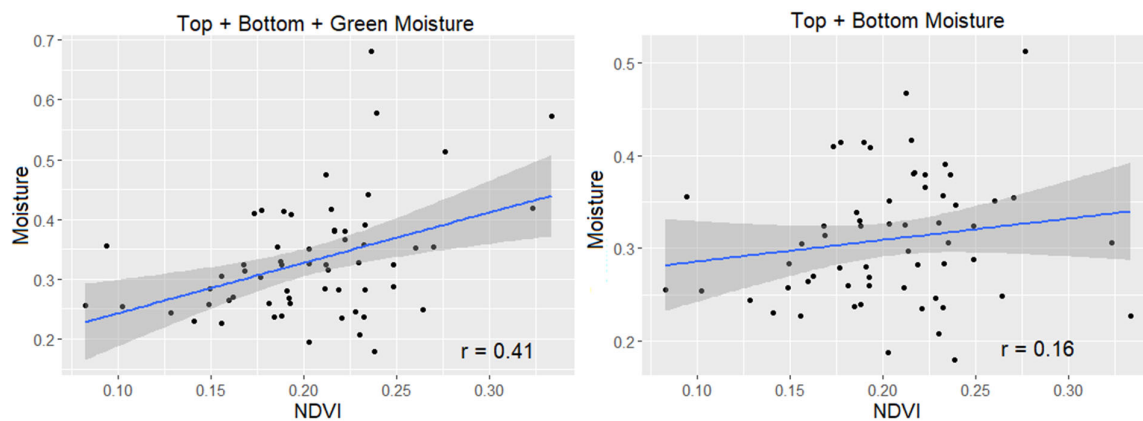 Top + Bottom + Green Moisture
0.7
0.6
0.5
0.4
0.3
0.2
Moisture
r = 0.41
0.10 0.15 0.20 0.25 0.30
NDVI
Top + Bottom Moisture
0.5
0.4
0.3
0.2
Moisture
r = 0.16
0.10 0.15 0.20 0.25 0.30
NDVI